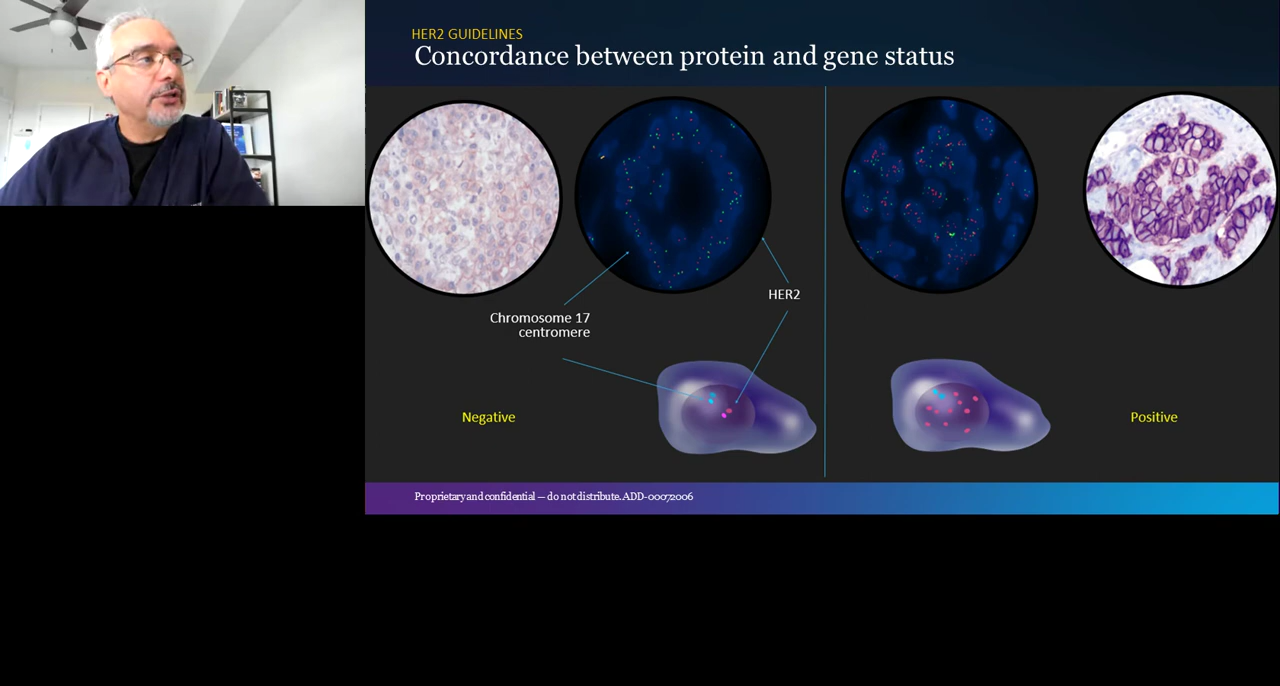 HER2 GUIDELINES
Concordance between protein and gene status
HER2
Chromosome 17
centromere
Negative
Positive
Proprietary and confidential — do not distribute. ADD-00072006